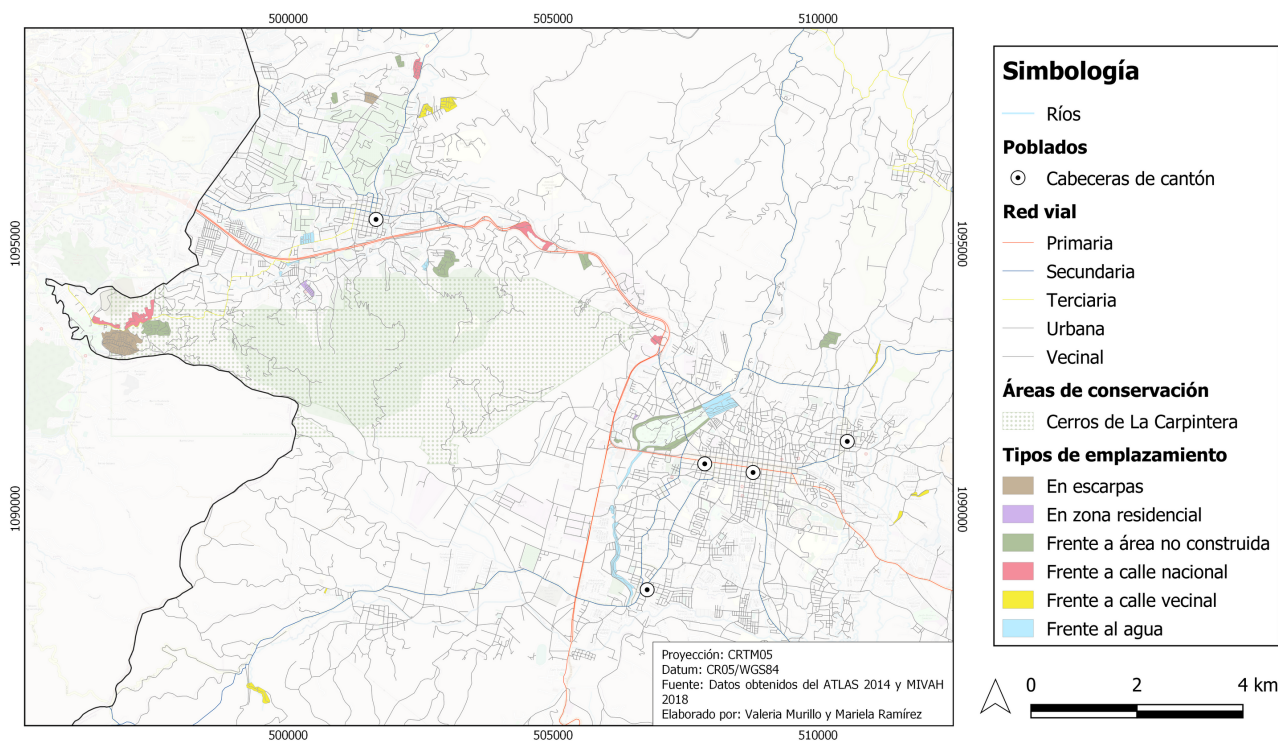 500000
505000
510000
1095000
1090000
1095000
1090000
500000
505000
510000
Proyección: CRTM05
Datum: CR05/WGS84
Fuente: Datos obtenidos del ATLAS 2014 y MIVAH
2018
Elaborado por: Valeria Murillo y Mariela Ramírez
Simbología
Ríos
Poblados
Cabeceras de cantón
Red vial
Primaria
Secundaria
Terciaria
Urbana
Vecinal
Áreas de conservación
Cerros de La Carpintera
Tipos de emplazamiento
En escarpas
En zona residencial
Frente a área no construida
Frente a calle nacional
Frente a calle vecinal
Frente al agua
0 2 4 km